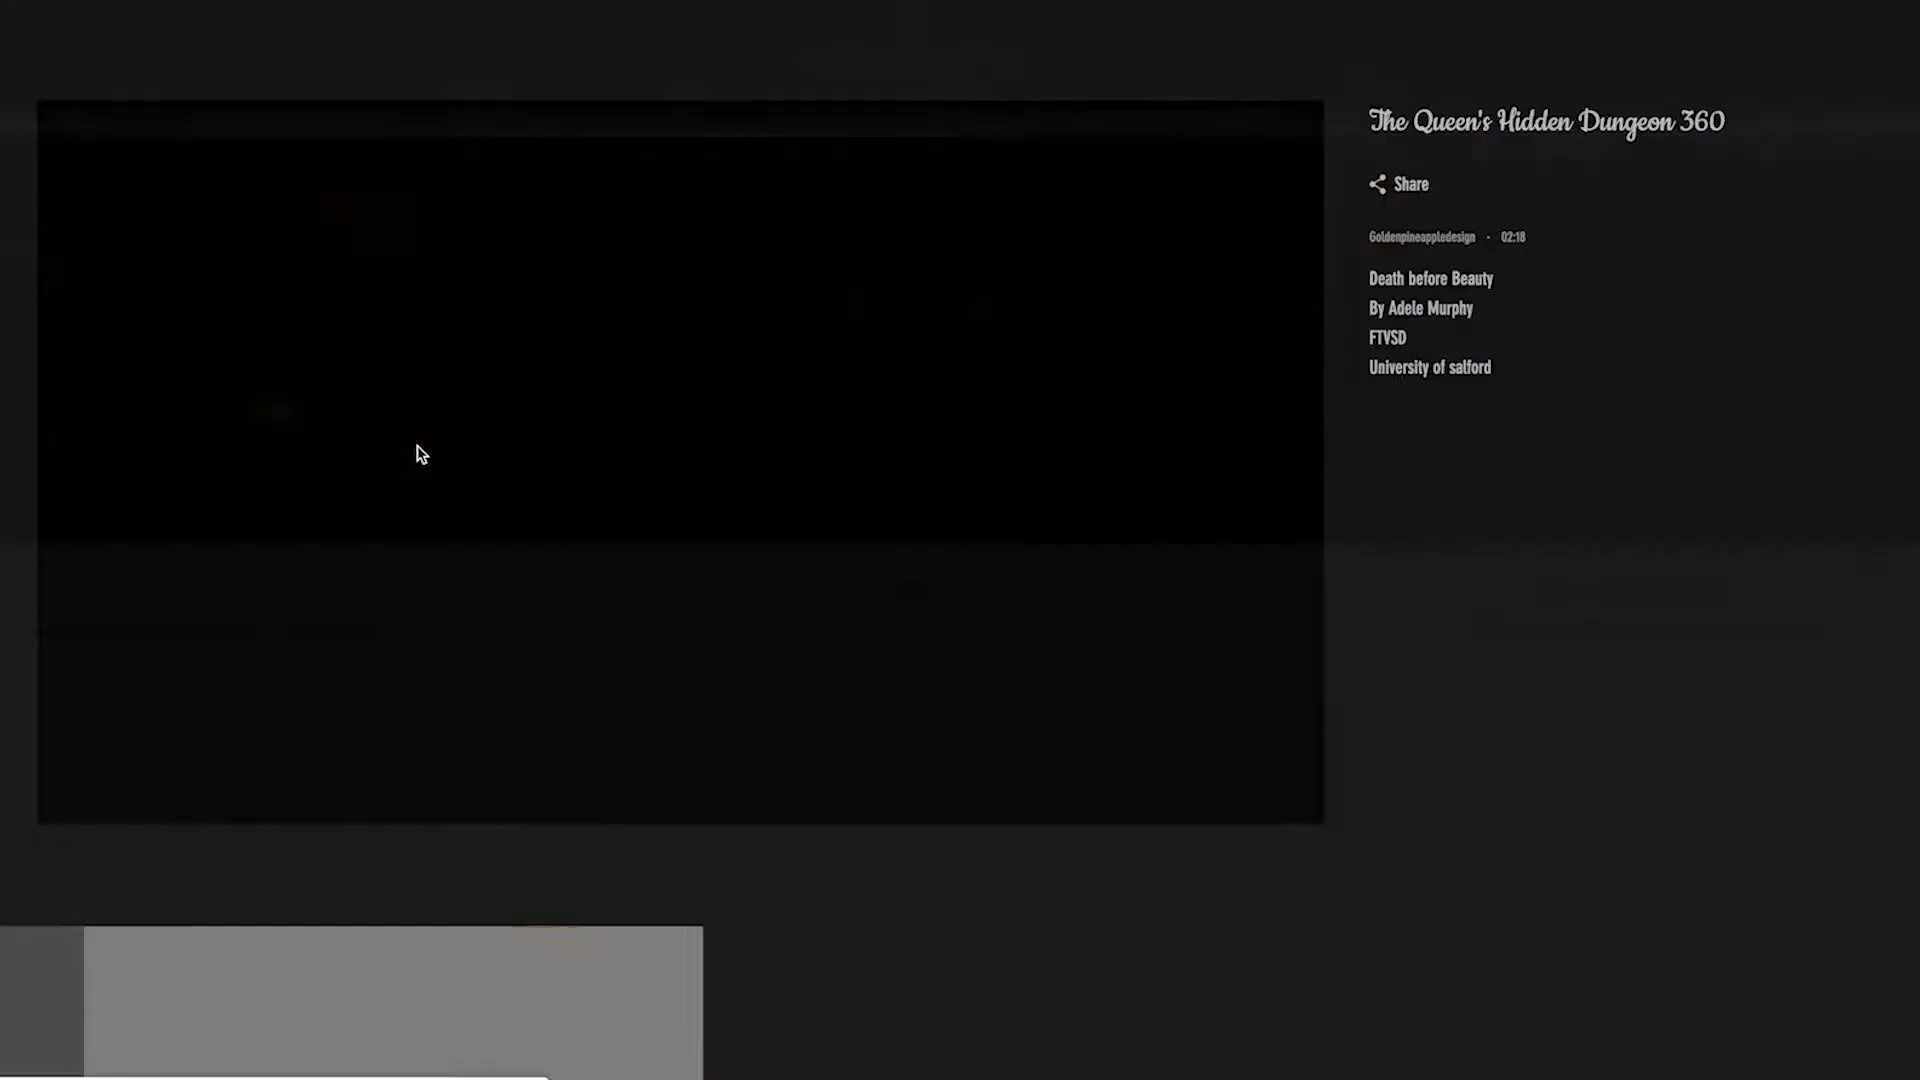 The Queen's Hidden Dungeon 360
Share
Goldenpineappledesign · 02:18
Death before Beauty
By Adele Murphy
FTVSD
University of salford